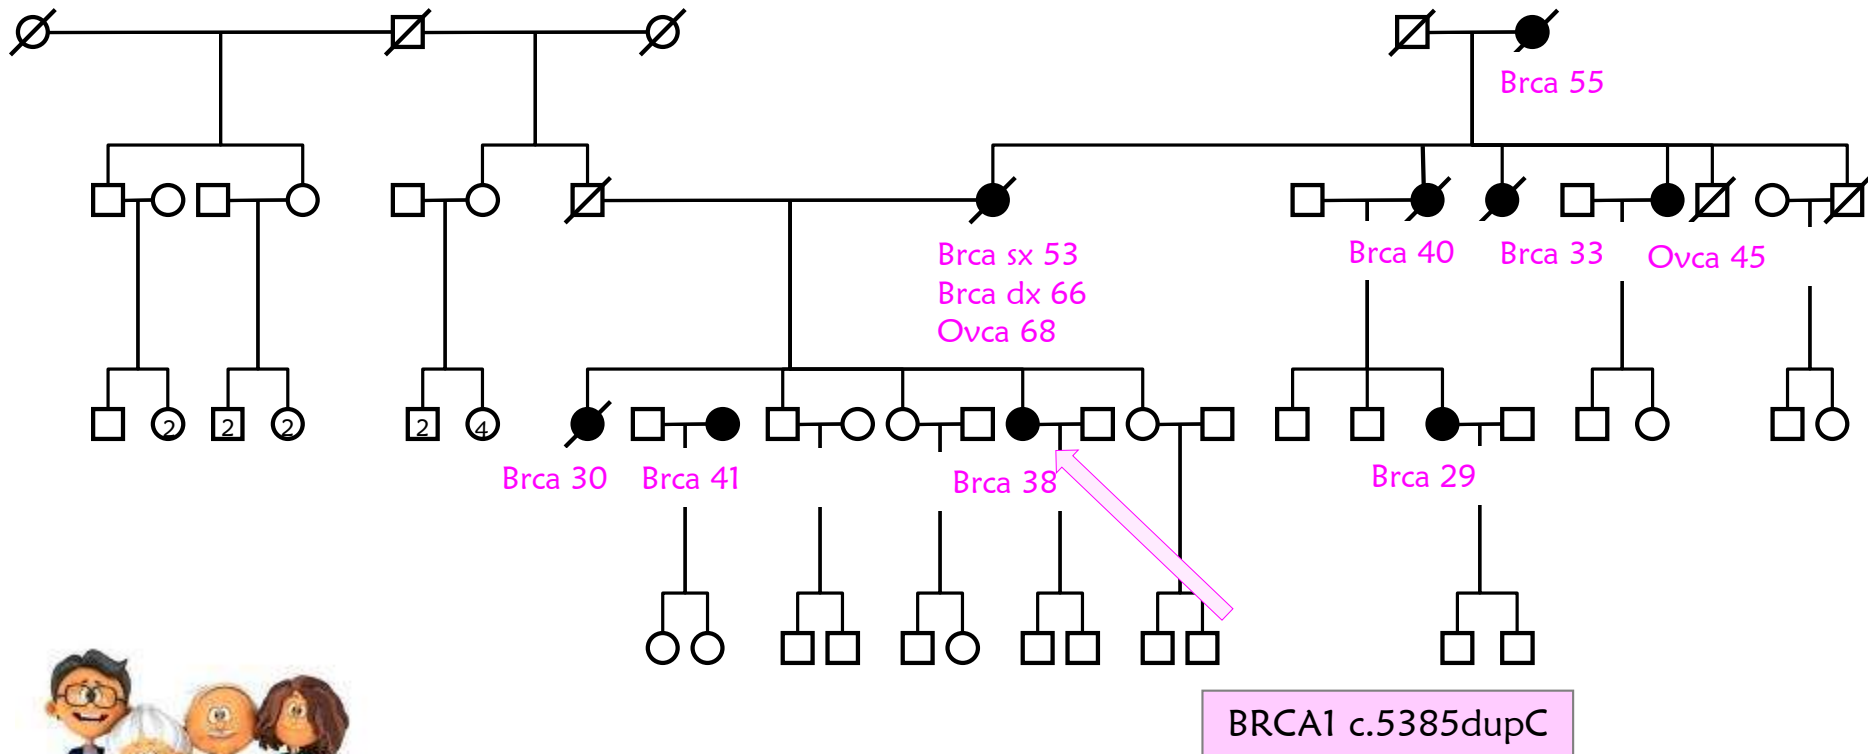 Brca 55
Brca sx 53
Brca dx 66
Ovca 68
Brca 40
Brca 33
Ovca 45
2
2
2
2
4
Brca 30
Brca 41
Brca 38
Brca 29
BRCA1 c.5385dupC